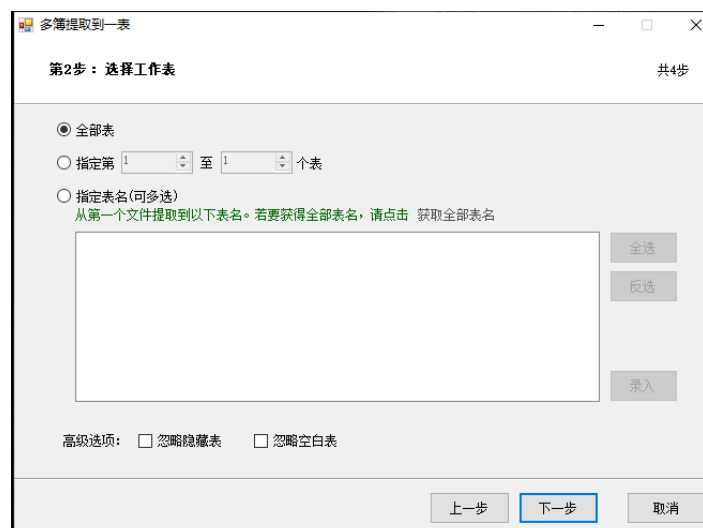 多簿提取到一表
第2步：选择工作表 共4步
全部表
指定第 1 至 1 个表
指定表名(可多选)
从第一个文件提取到以下表名。若要获得全部表名，请点击 获取全部表名
全选
反选
录入
高级选项： 忽略隐藏表 忽略空白表
上一步 下一步 取消